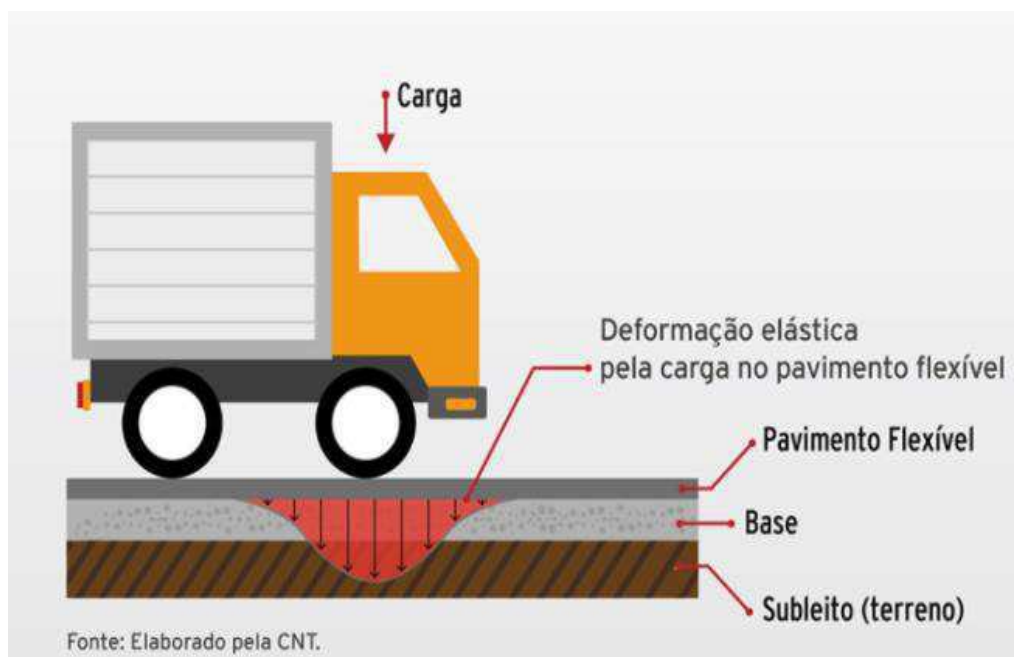 Carga
Deformação elástica
pela carga no pavimento flexível
Pavimento Flexível
Base
Subleito (terreno)
Fonte: Elaborado pela CNT.